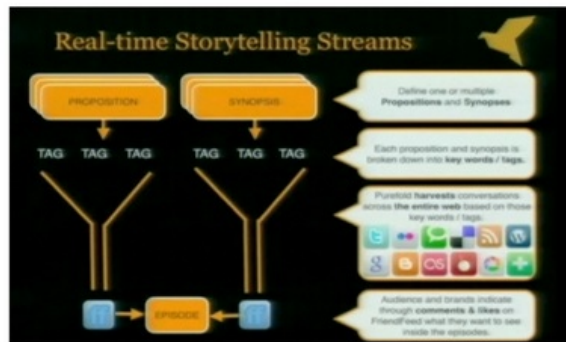 Real-time Storytelling Streams
PROPOSITION
SYNOPSIS
TAG TAG TAG
TAG TAG TAG
EPISODE
Define one or multiple
Propositions and Synopses
Each proposition and synopsis is
broken down into key words / tags.
Purefold harvests conversations
across the entire web based on those
key words / tags.
Audience and brands indicate
through comments & likes on
FriendFeed what they want to see
inside the episodes.